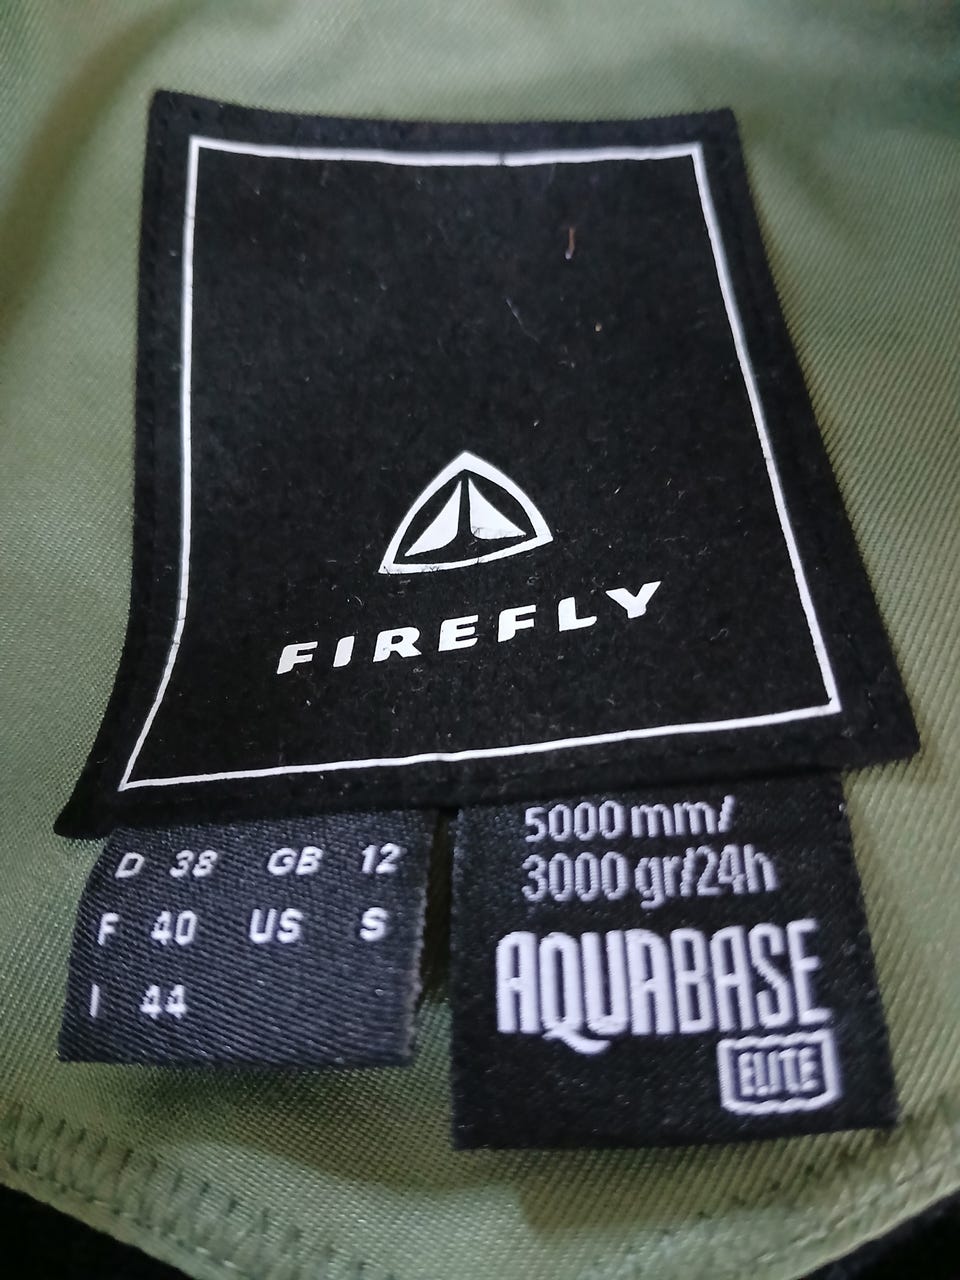 FIREFLY
D 38 GB 12
F 40 US S
I 44
5000 mm/
3000 gr/24h
AQUABASE
ELITE